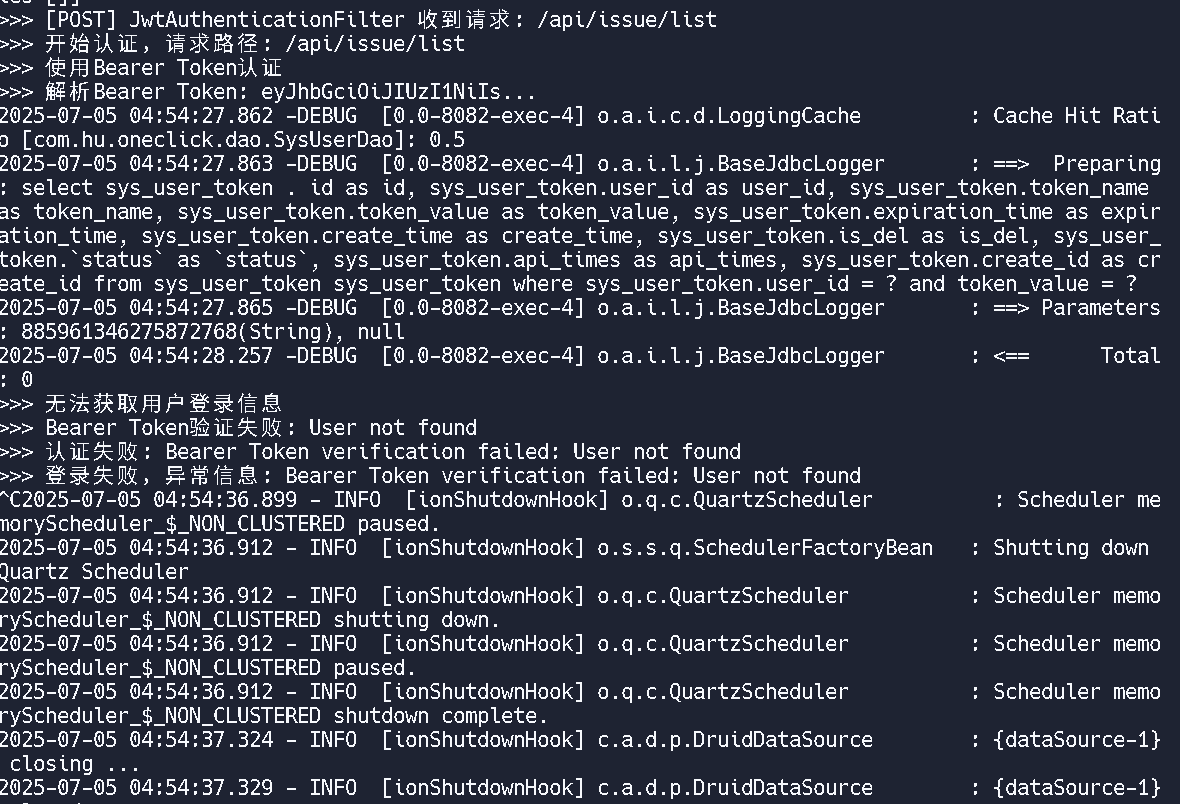 >>> [POST] JwtAuthenticationFilter 收到请求: /api/issue/list
>>> 开始认证，请求路径: /api/issue/list
>>> 使用Bearer Token认证
>>> 解析Bearer Token: eyJhbGciOiJIUzI1NiIs...
2025-07-05 04:54:27.862 -DEBUG  [0.0-8082-exec-4] o.a.i.c.d.LoggingCache         : Cache Hit Rati
o [com.hu.oneclick.dao.SysUserDao]: 0.5
2025-07-05 04:54:27.863 -DEBUG  [0.0-8082-exec-4] o.a.i.l.j.BaseJdbcLogger       : ==>  Preparing
: select sys_user_token . id as id, sys_user_token.user_id as user_id, sys_user_token.token_name
as token_name, sys_user_token.token_value as token_value, sys_user_token.expiration_time as expir
ation_time, sys_user_token.create_time as create_time, sys_user_token.is_del as is_del, sys_user_
token.`status` as `status`, sys_user_token.api_times as api_times, sys_user_token.create_id as cr
eate_id from sys_user_token sys_user_token where sys_user_token.user_id = ? and token_value = ?
2025-07-05 04:54:27.865 -DEBUG  [0.0-8082-exec-4] o.a.i.l.j.BaseJdbcLogger       : ==> Parameters
: 885961346275872768(String), null
2025-07-05 04:54:28.257 -DEBUG  [0.0-8082-exec-4] o.a.i.l.j.BaseJdbcLogger       : <==      Total
: 0
>>> 无法获取用户登录信息
>>> Bearer Token验证失败: User not found
>>> 认证失败: Bearer Token verification failed: User not found
>>> 登录失败，异常信息: Bearer Token verification failed: User not found
^C2025-07-05 04:54:36.899 - INFO  [ionShutdownHook] o.q.c.QuartzScheduler          : Scheduler me
moryScheduler_$_NON_CLUSTERED paused.
2025-07-05 04:54:36.912 - INFO  [ionShutdownHook] o.s.s.q.SchedulerFactoryBean   : Shutting down
Quartz Scheduler
2025-07-05 04:54:36.912 - INFO  [ionShutdownHook] o.q.c.QuartzScheduler          : Scheduler memo
ryScheduler_$_NON_CLUSTERED shutting down.
2025-07-05 04:54:36.912 - INFO  [ionShutdownHook] o.q.c.QuartzScheduler          : Scheduler memo
ryScheduler_$_NON_CLUSTERED paused.
2025-07-05 04:54:36.912 - INFO  [ionShutdownHook] o.q.c.QuartzScheduler          : Scheduler memo
ryScheduler_$_NON_CLUSTERED shutdown complete.
2025-07-05 04:54:37.324 - INFO  [ionShutdownHook] c.a.d.p.DruidDataSource        : {dataSource-1}
closing ...
2025-07-05 04:54:37.329 - INFO  [ionShutdownHook] c.a.d.p.DruidDataSource        : {dataSource-1}